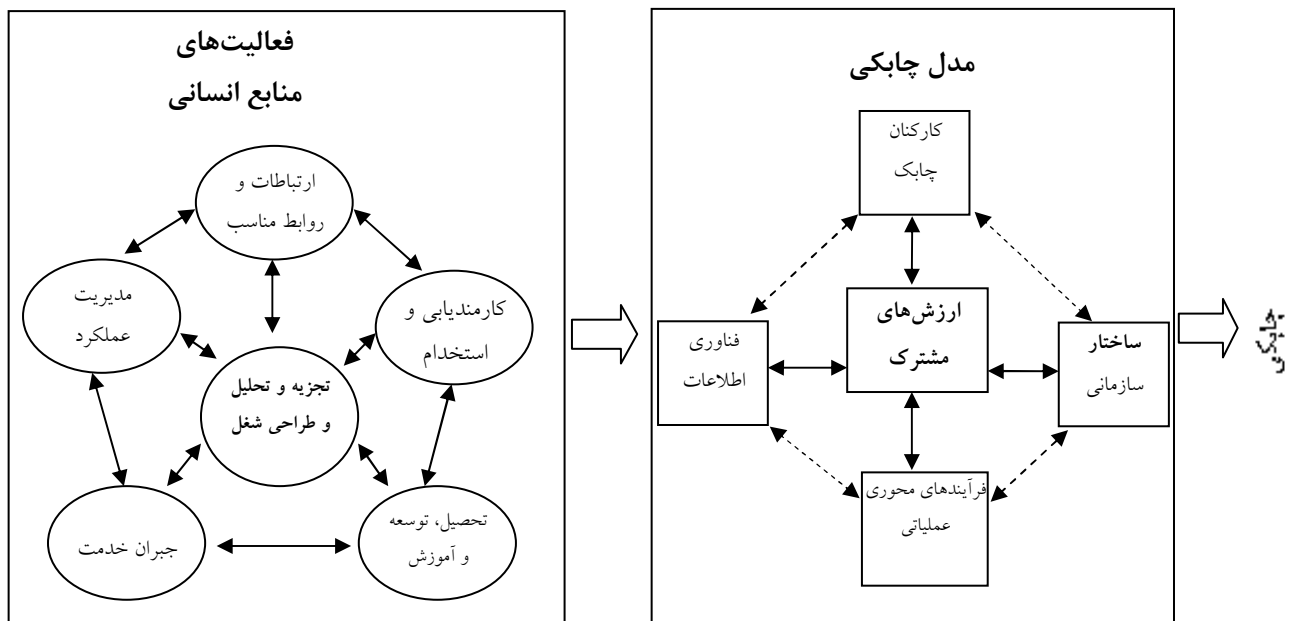 فعالیت‌های
منابع انسانی
ارتباطات و
روابط مناسب
مدیریت
عملکرد
کارمندیابی و
استخدام
تجزیه و تحلیل
و طراحی شغل
جبران خدمت
تحصیل، توسعه
و آموزش
مدل چابکی
کارکنان
چابک
ارزش‌های
مشترک
فناوری
اطلاعات
ساختار
سازمانی
فرآیندهای محوری
عملیاتی
چابکی